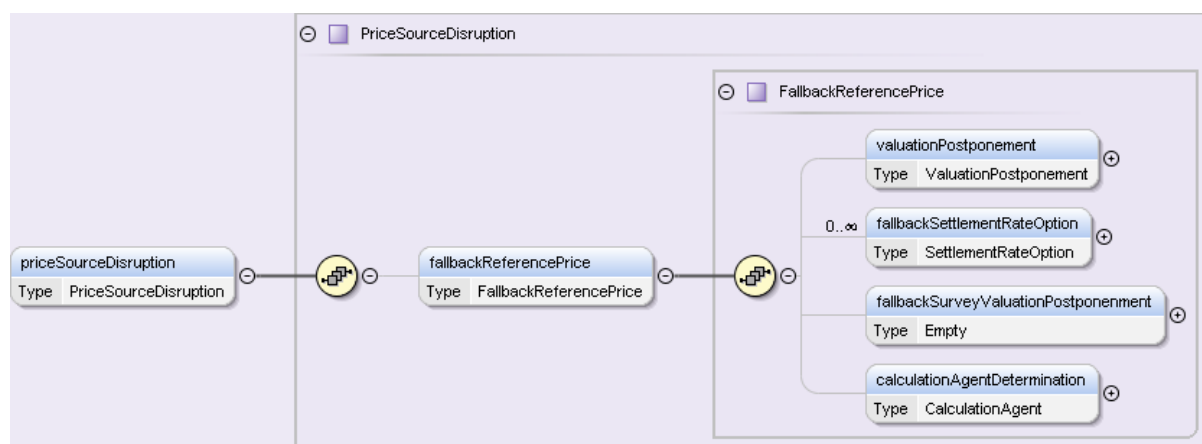 PriceSourceDisruption
FallbackReferencePrice
valuationPostponement
Type ValuationPostponement
0..∞
fallbackSettlementRateOption
Type SettlementRateOption
priceSourceDisruption
Type PriceSourceDisruption
fallbackReferencePrice
Type FallbackReferencePrice
fallbackSurveyValuationPostponenment
Type Empty
calculationAgentDetermination
Type CalculationAgent